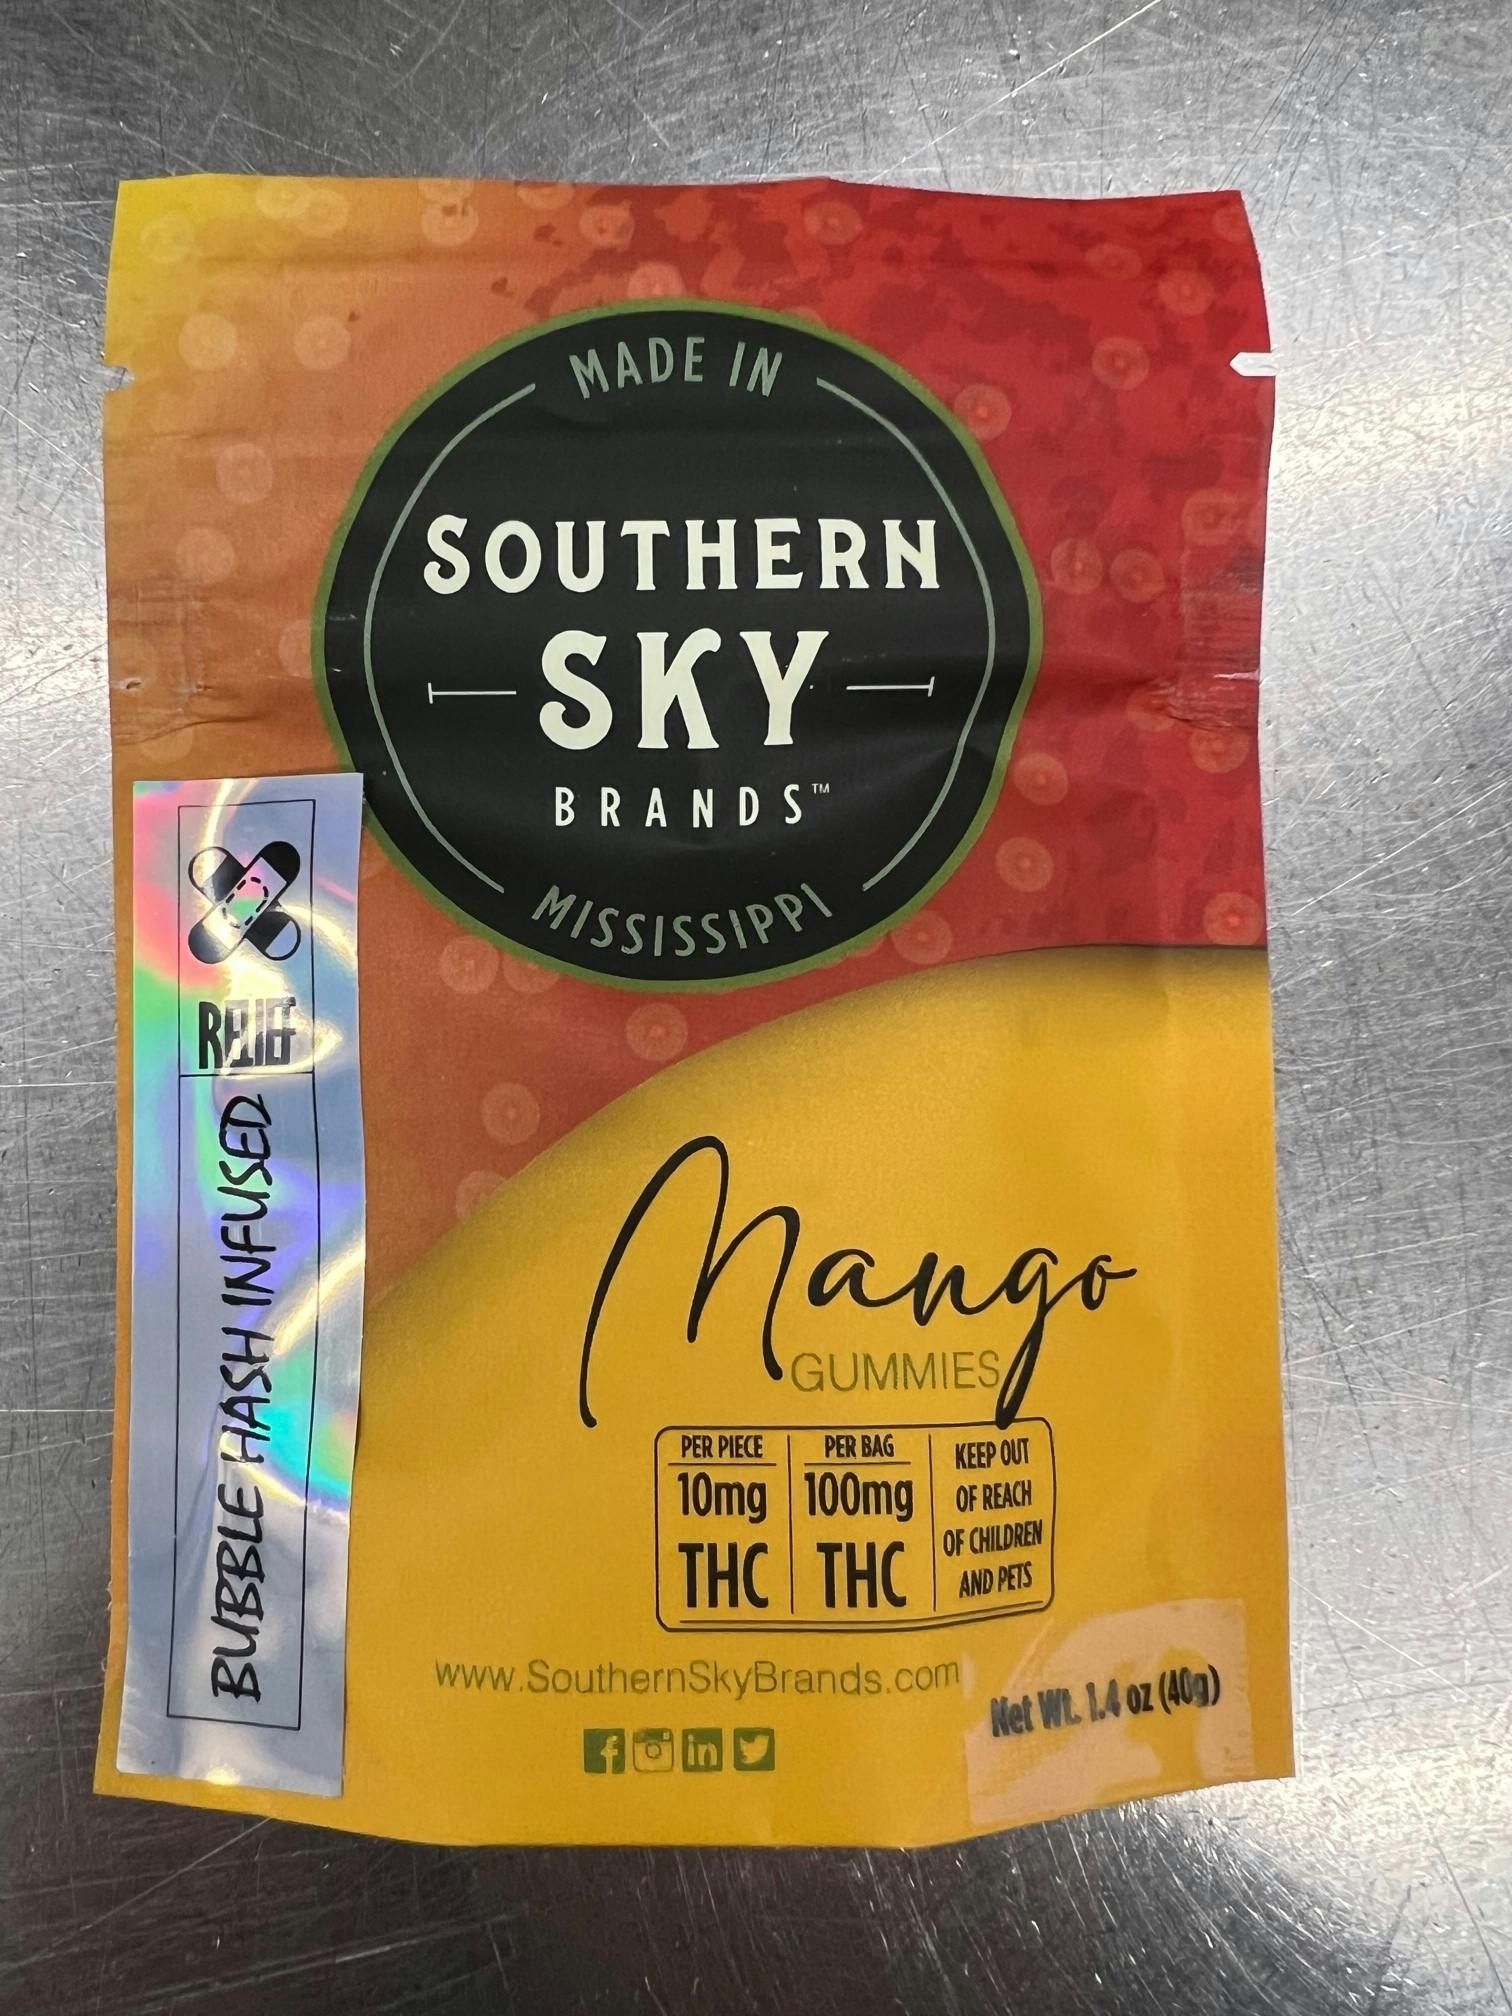 MADE IN
SOUTHERN
SKY
BRANDS™
MISSISSIPPI
RELIEF
BUBBLE HASH INFUSED
Mango
GUMMIES
PER PIECE
10mg
THC
PER BAG
100mg
THC
KEEP OUT
OF REACH
OF CHILDREN
AND PETS
www.SouthernSkyBrands.com
Net Wt. 1.4 oz (40g)